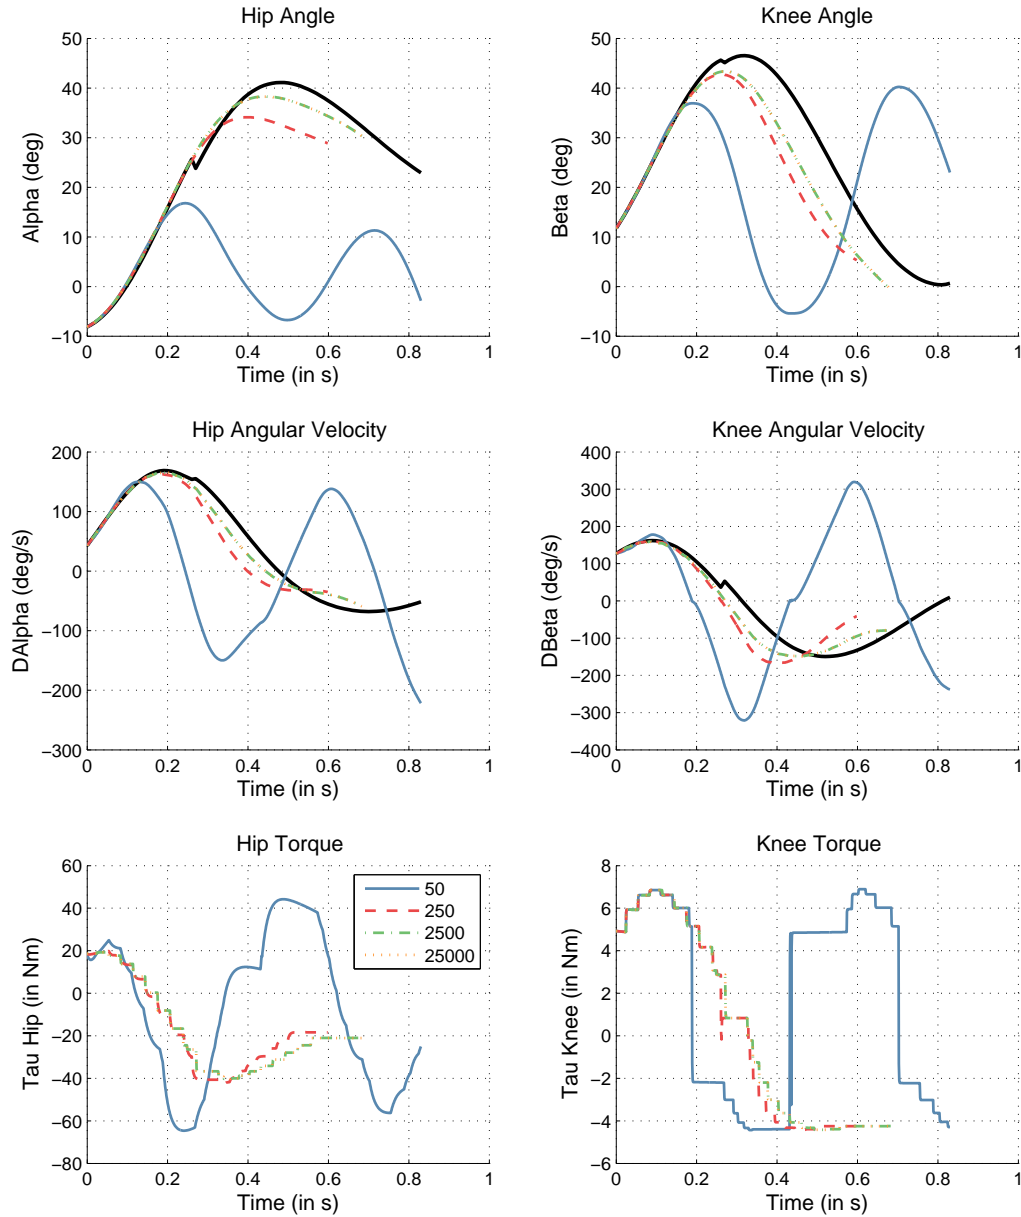 Hip Angle
Alpha (deg)
50
40
30
20
10
0
−10
0 0.2 0.4 0.6 0.8 1
Time (in s)
Knee Angle
Beta (deg)
50
40
30
20
10
0
−10
0 0.2 0.4 0.6 0.8 1
Time (in s)
Hip Angular Velocity
DAlpha (deg/s)
200
100
0
−100
−200
−300
0 0.2 0.4 0.6 0.8 1
Time (in s)
Knee Angular Velocity
DBeta (deg/s)
400
300
200
100
0
−100
−200
−300
−400
0 0.2 0.4 0.6 0.8 1
Time (in s)
Hip Torque
Tau Hip (in Nm)
60
40
20
0
−20
−40
−60
−80
0 0.2 0.4 0.6 0.8 1
Time (in s)
50
250
2500
25000
Knee Torque
Tau Knee (in Nm)
8
6
4
2
0
−2
−4
−6
0 0.2 0.4 0.6 0.8 1
Time (in s)